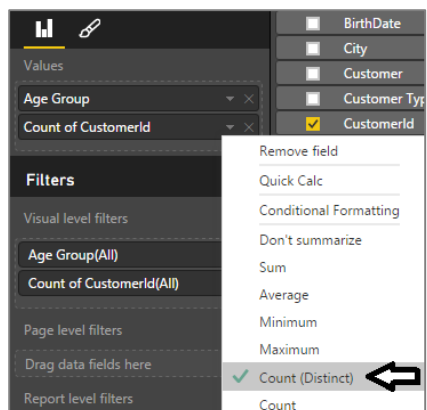 BirthDate
City
Customer
Customer Typ
CustomerId
Values
Age Group
Count of CustomerId
Filters
Visual level filters
Age Group(All)
Count of CustomerId(All)
Page level filters
Drag data fields here
Report level filters
Remove field
Quick Calc
Conditional Formatting
Don't summarize
Sum
Average
Minimum
Maximum
Count (Distinct)
Count